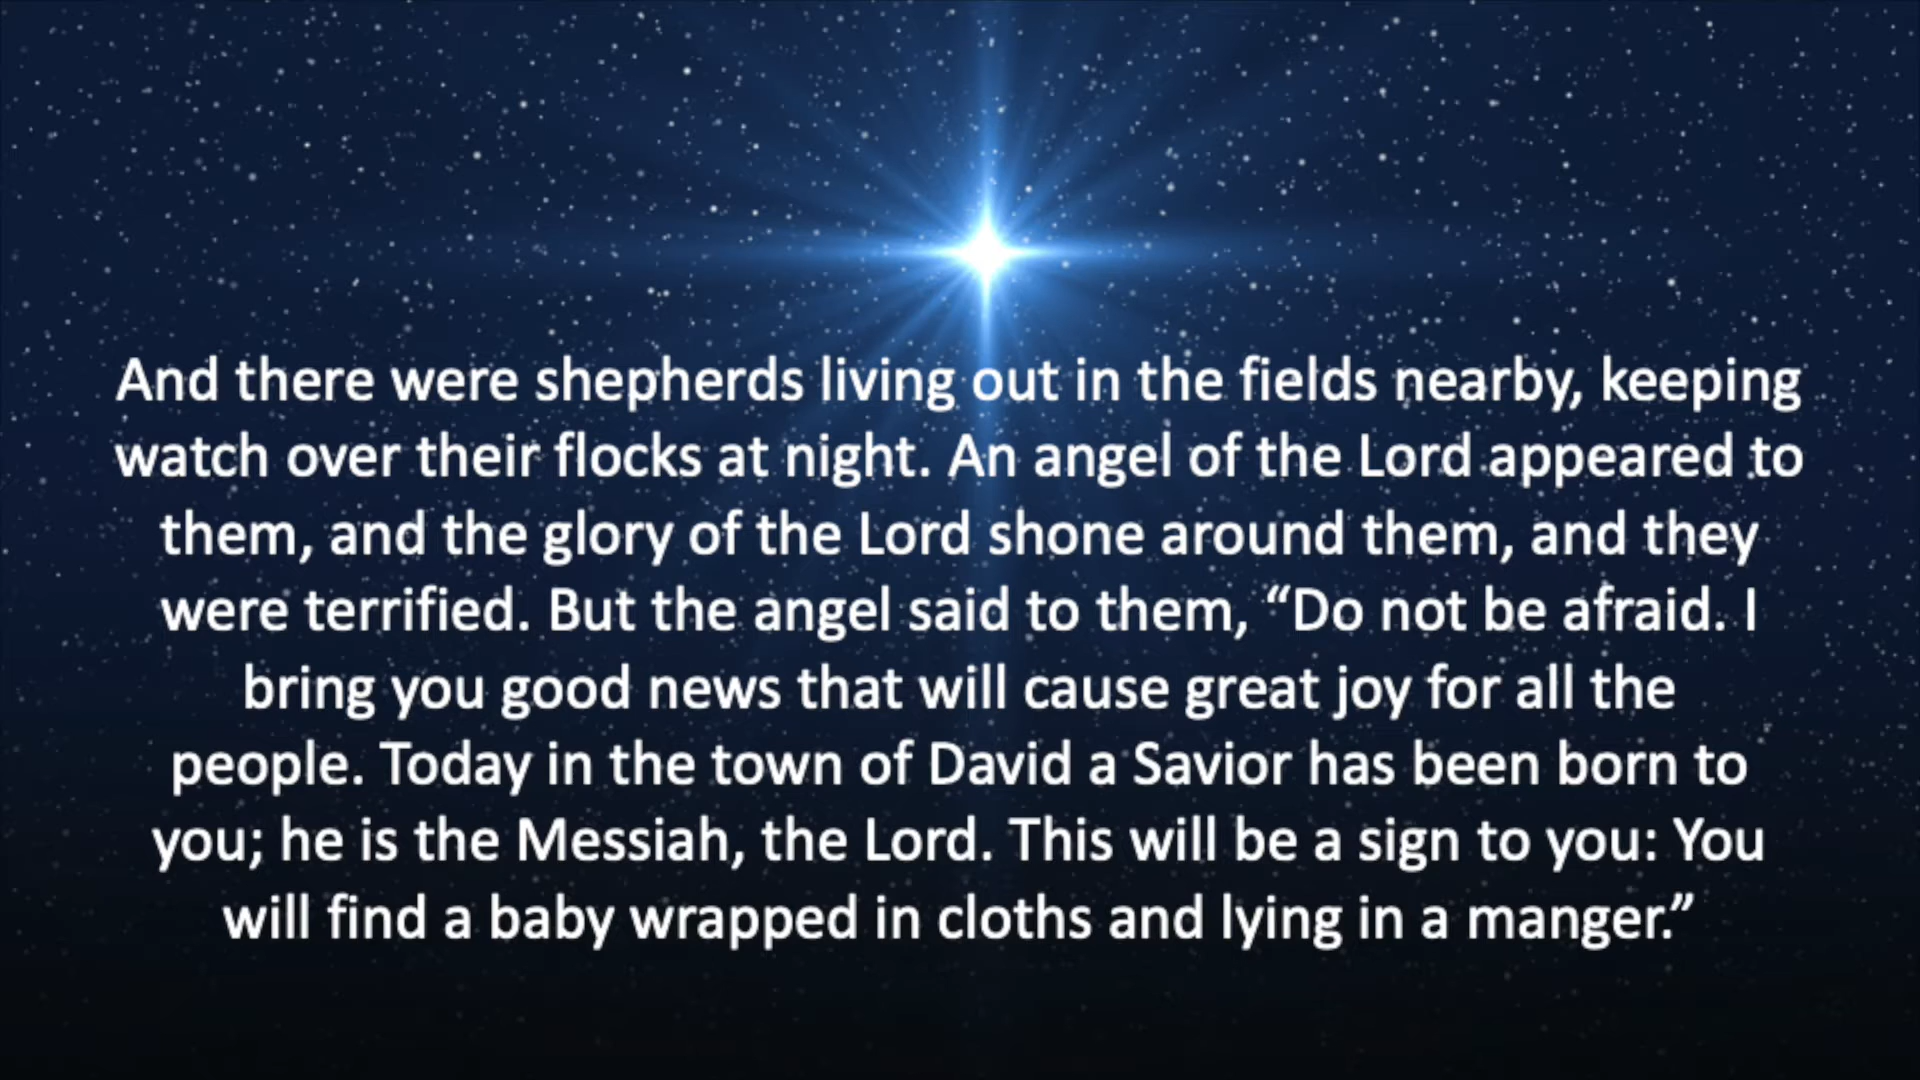 And there were shepherds living out in the fields nearby, keeping
watch over their flocks at night. An angel of the Lord appeared to
them, and the glory of the Lord shone around them, and they
were terrified. But the angel said to them, “Do not be afraid. I
bring you good news that will cause great joy for all the
people. Today in the town of David a Savior has been born to
you; he is the Messiah, the Lord. This will be a sign to you: You
will find a baby wrapped in cloths and lying in a manger.”